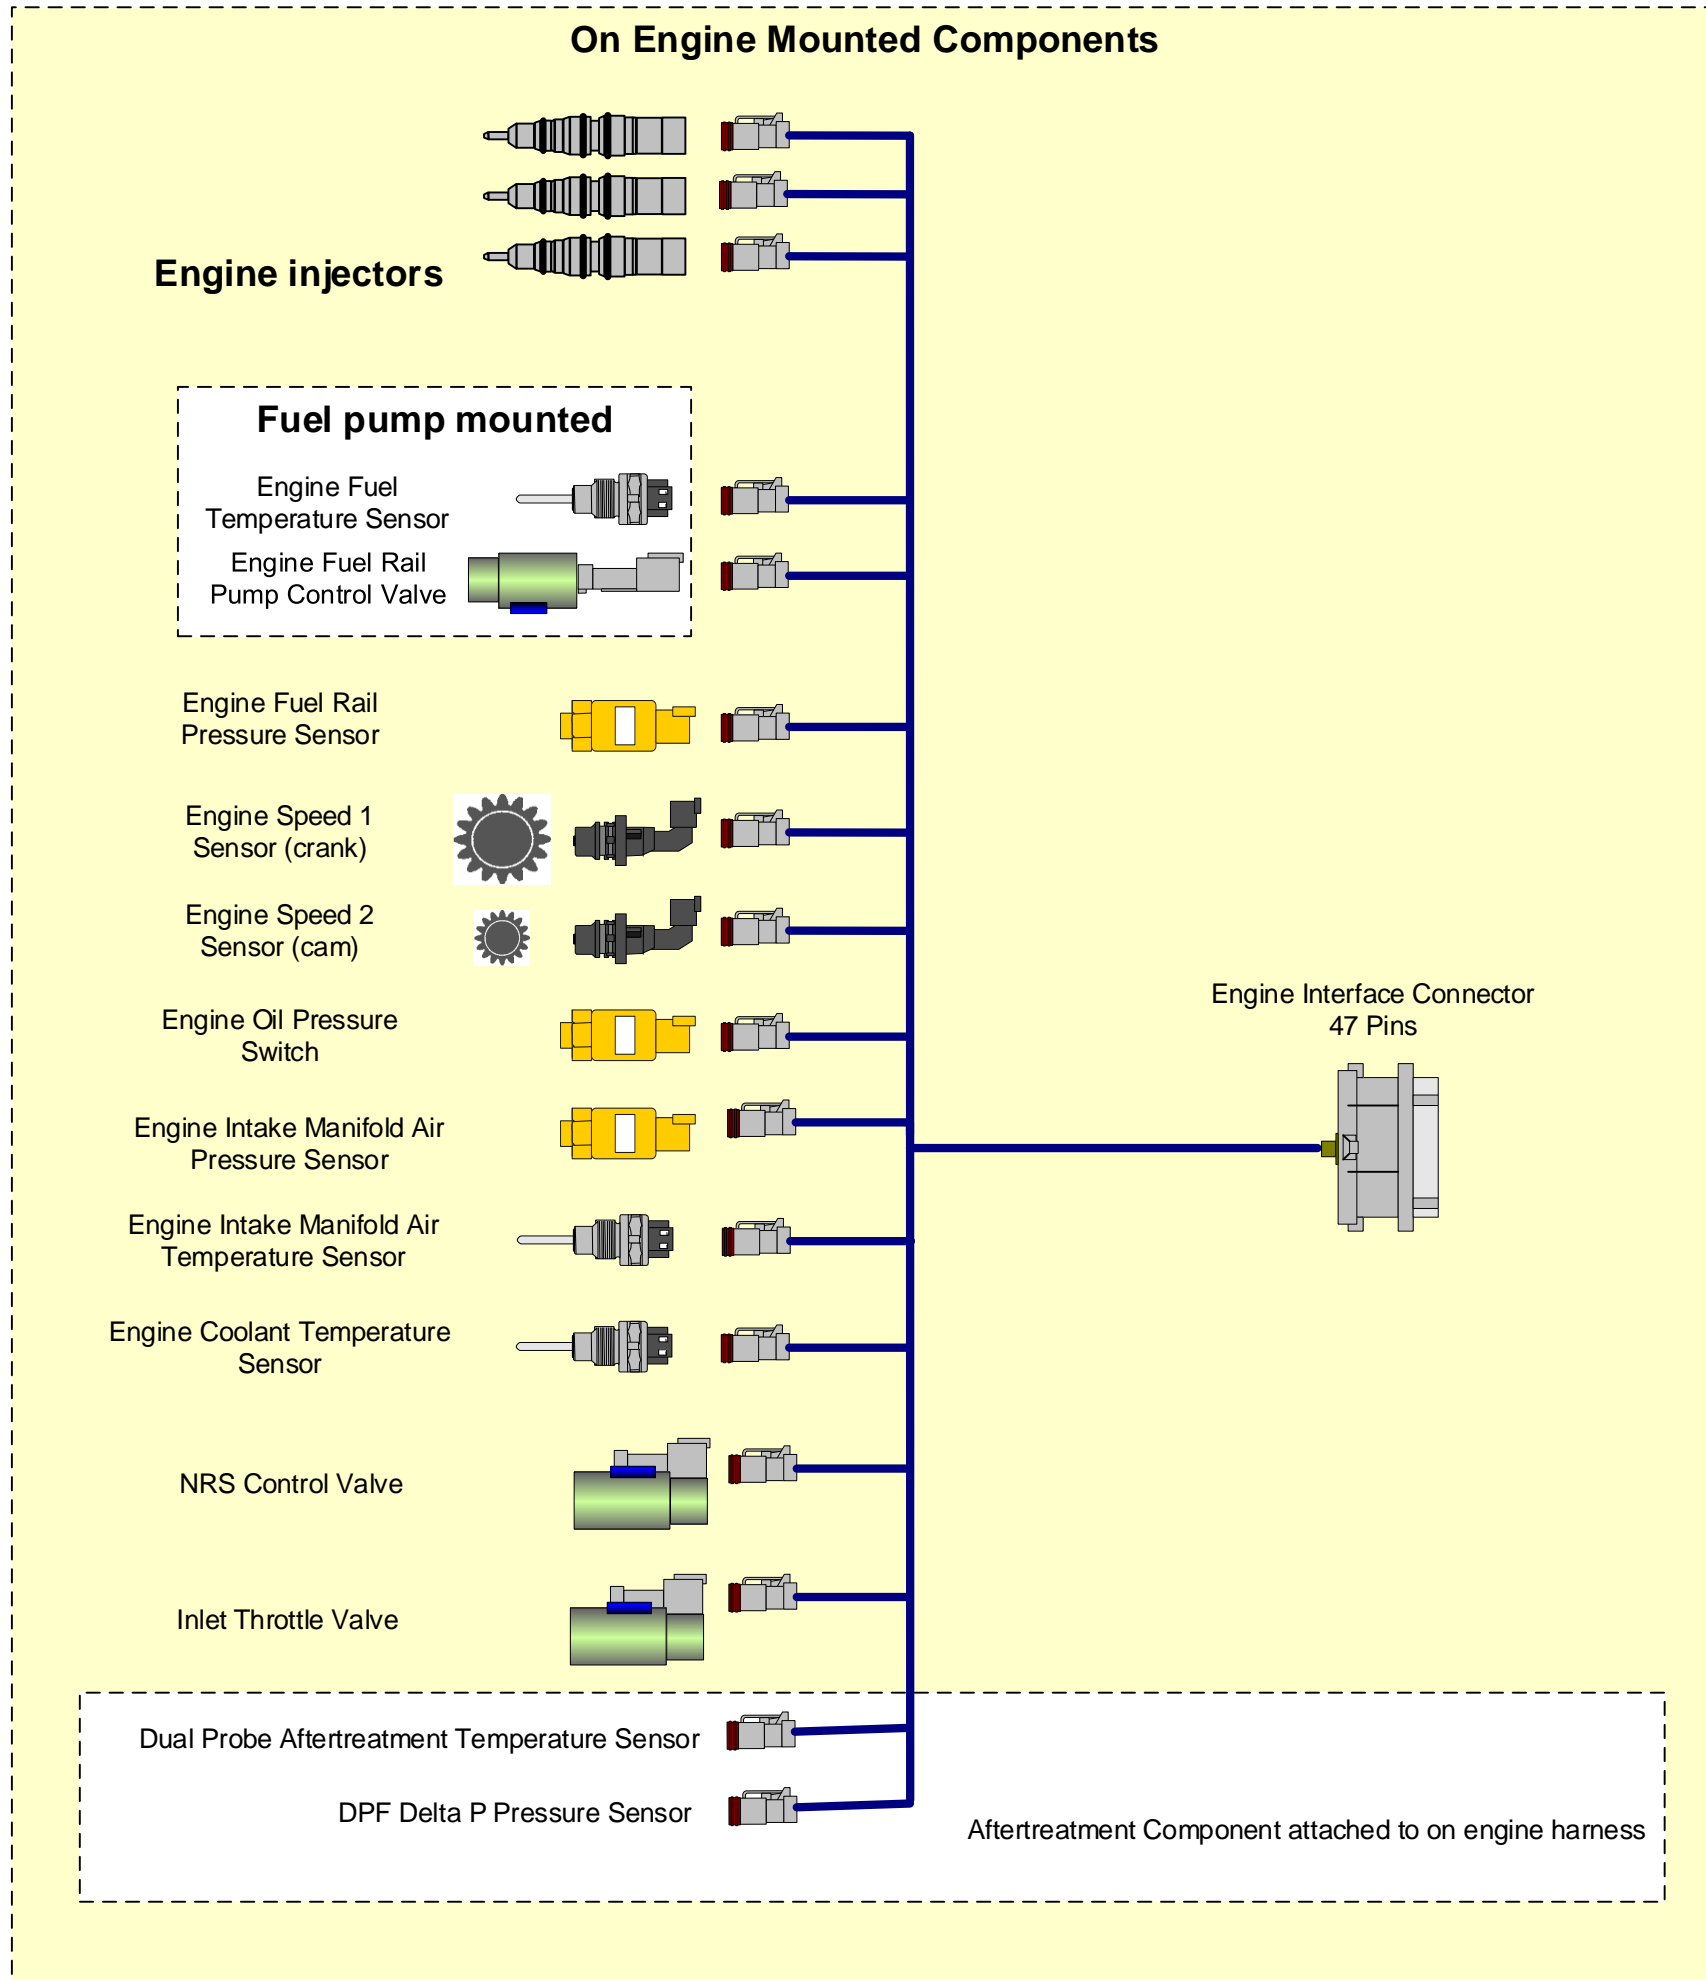 On Engine Mounted Components
Engine injectors
Fuel pump mounted
Engine Fuel
Temperature Sensor
Engine Fuel Rail
Pump Control Valve
Engine Fuel Rail
Pressure Sensor
Engine Speed 1
Sensor (crank)
Engine Speed 2
Sensor (cam)
Engine Interface Connector
47 Pins
Engine Oil Pressure
Switch
Engine Intake Manifold Air
Pressure Sensor
Engine Intake Manifold Air
Temperature Sensor
Engine Coolant Temperature
Sensor
NRS Control Valve
Inlet Throttle Valve
Dual Probe Aftertreatment Temperature Sensor
DPF Delta P Pressure Sensor
Aftertreatment Component attached to on engine harness